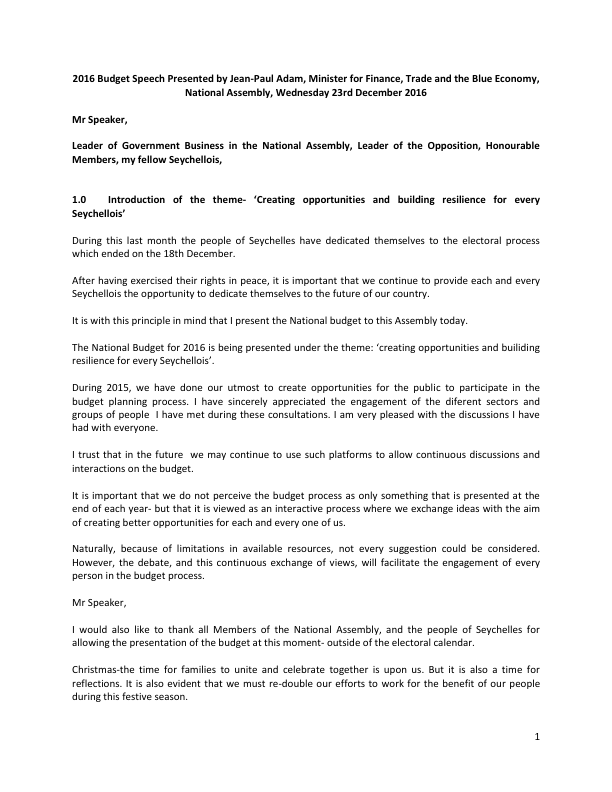 2016 Budget Speech Presented by Jean-Paul Adam, Minister for Finance, Trade and the Blue Economy,
National Assembly, Wednesday 23rd December 2016
Mr Speaker,
Leader of Government Business in the National Assembly, Leader of the Opposition, Honourable
Members, my fellow Seychellois,
1.0 Introduction of the theme- ‘Creating opportunities and building resilience for every
Seychellois’
During this last month the people of Seychelles have dedicated themselves to the electoral process
which ended on the 18th December.
After having exercised their rights in peace, it is important that we continue to provide each and every
Seychellois the opportunity to dedicate themselves to the future of our country.
It is with this principle in mind that I present the National budget to this Assembly today.
The National Budget for 2016 is being presented under the theme: ‘creating opportunities and builiding
resilience for every Seychellois’.
During 2015, we have done our utmost to create opportunities for the public to participate in the
budget planning process. I have sincerely appreciated the engagement of the diferent sectors and
groups of people I have met during these consultations. I am very pleased with the discussions I have
had with everyone.
I trust that in the future we may continue to use such platforms to allow continuous discussions and
interactions on the budget.
It is important that we do not perceive the budget process as only something that is presented at the
end of each year- but that it is viewed as an interactive process where we exchange ideas with the aim
of creating better opportunities for each and every one of us.
Naturally, because of limitations in available resources, not every suggestion could be considered.
However, the debate, and this continuous exchange of views, will facilitate the engagement of every
person in the budget process.
Mr Speaker,
I would also like to thank all Members of the National Assembly, and the people of Seychelles for
allowing the presentation of the budget at this moment- outside of the electoral calendar.
Christmas-the time for families to unite and celebrate together is upon us. But it is also a time for
reflections. It is also evident that we must re-double our efforts to work for the benefit of our people
during this festive season.
1